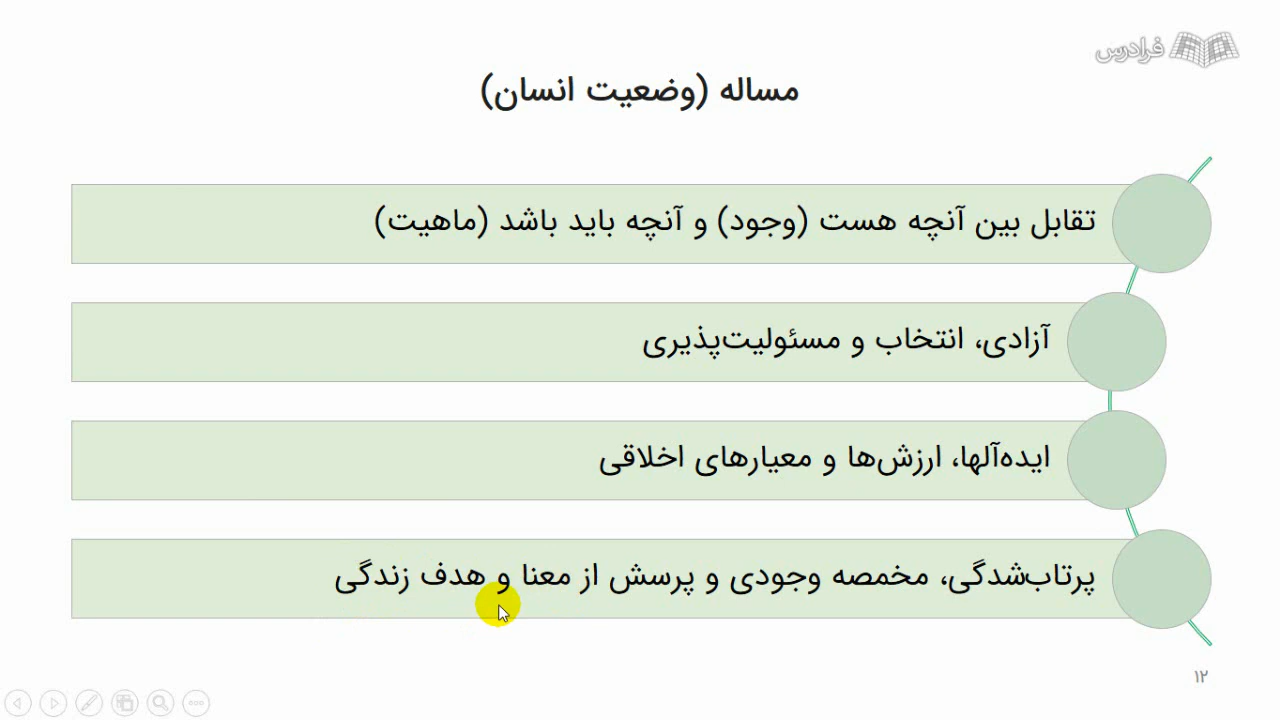 فرادرس
مساله (وضعیت انسان)
تقابل بین آنچه هست (وجود) و آنچه باید باشد (ماهیت)
آزادی، انتخاب و مسئولیت‌پذیری
ایده‌آلها، ارزش‌ها و معیارهای اخلاقی
پرتاب‌شدگی، مخمصه وجودی و پرسش از معنا و هدف زندگی
۱۲